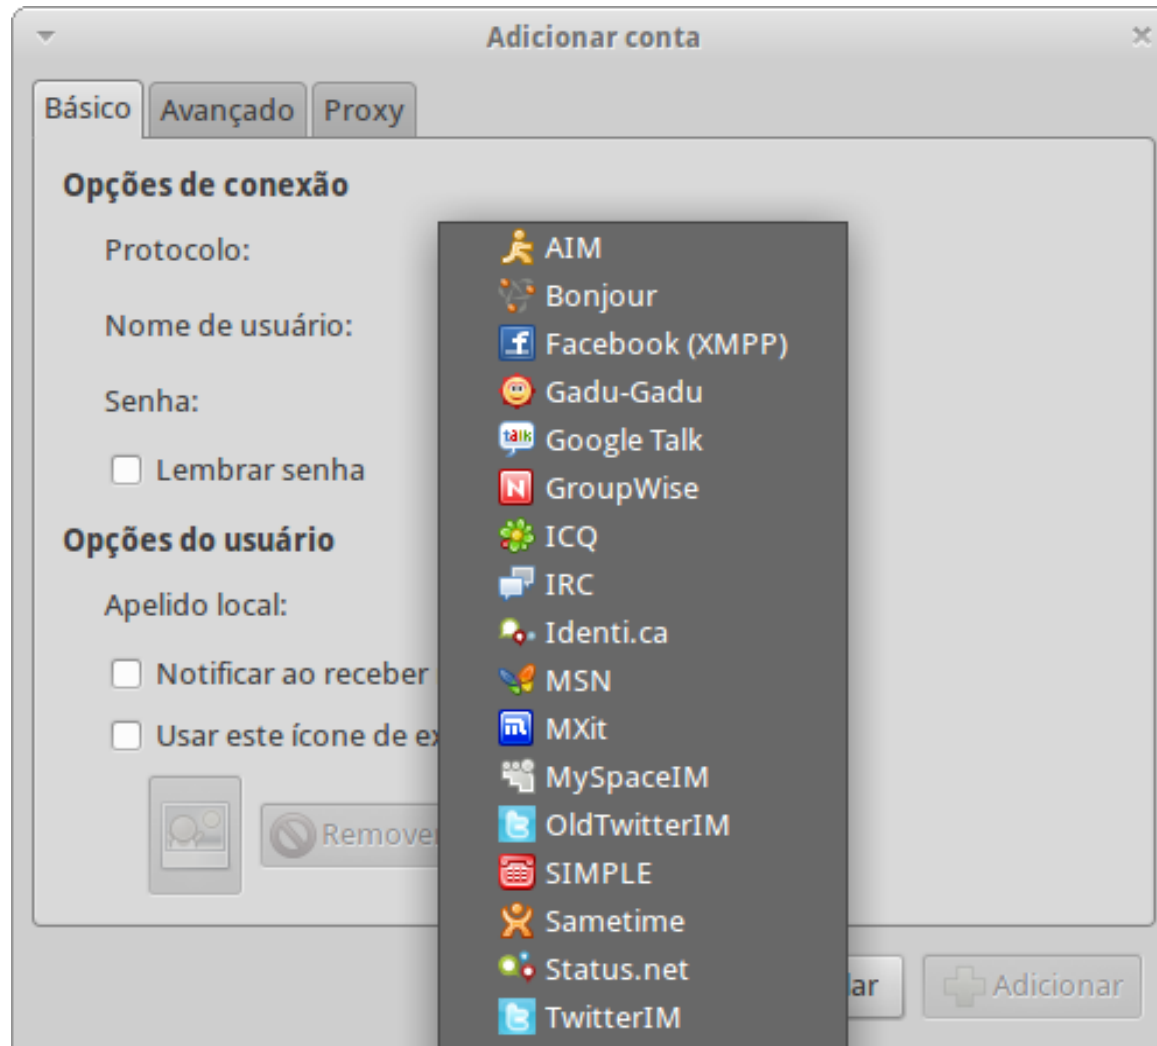 Adicionar conta
Básico Avançado Proxy
Opções de conexão
Protocolo:
Nome de usuário:
Senha:
Lembrar senha
Opções do usuário
Apelido local:
Notificar ao receber
Usar este ícone de
Remover
AIM
Bonjour
Facebook (XMPP)
Gadu-Gadu
Google Talk
GroupWise
ICQ
IRC
Identi.ca
MSN
MXit
MySpaceIM
OldTwitterIM
SIMPLE
Sametime
Status.net
TwitterIM
Adicionar